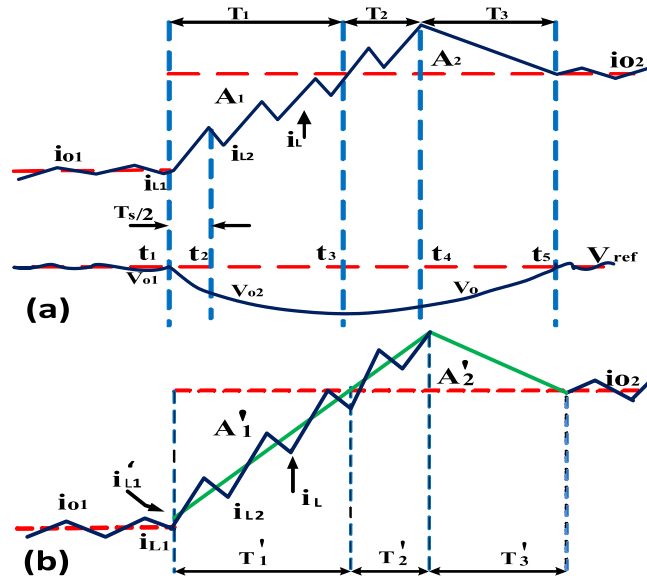 T₁ T₂ T₃
A₂ io₂
A₁
io₁ iL₂ iL
iL₁
Ts/2
t₁ t₂ t₃ t₄ t₅ Vref
Vo₁ Vo₂ Vo
(a)
A'₂ io₂
A'₁
i'L₁
io₁ iL₂ iL
iL₁
(b) T'₁ T'₂ T'₃